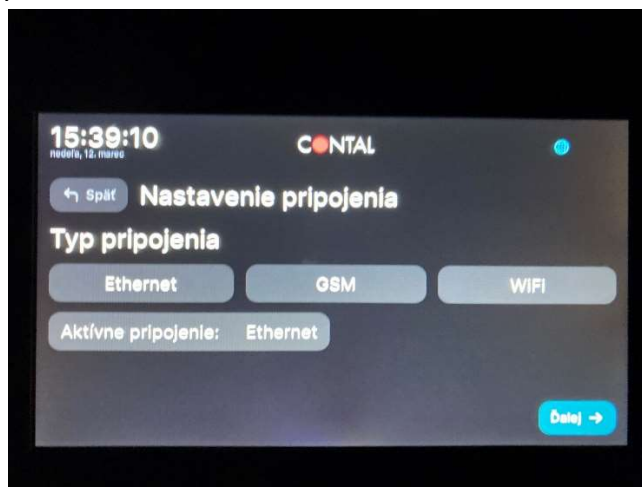 15:39:10
nedeľa, 12. marec
CONTAL
Späť
Nastavenie pripojenia
Typ pripojenia
Ethernet GSM WiFi
Aktívne pripojenie: Ethernet
Ďalej →